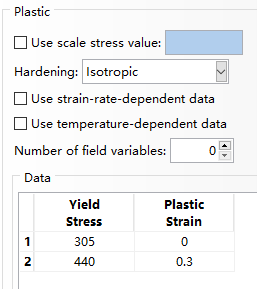 Plastic
Use scale stress value:
Hardening: Isotropic
Use strain-rate-dependent data
Use temperature-dependent data
Number of field variables: 0
Data
Yield Stress Plastic Strain
1 305 0
2 440 0.3